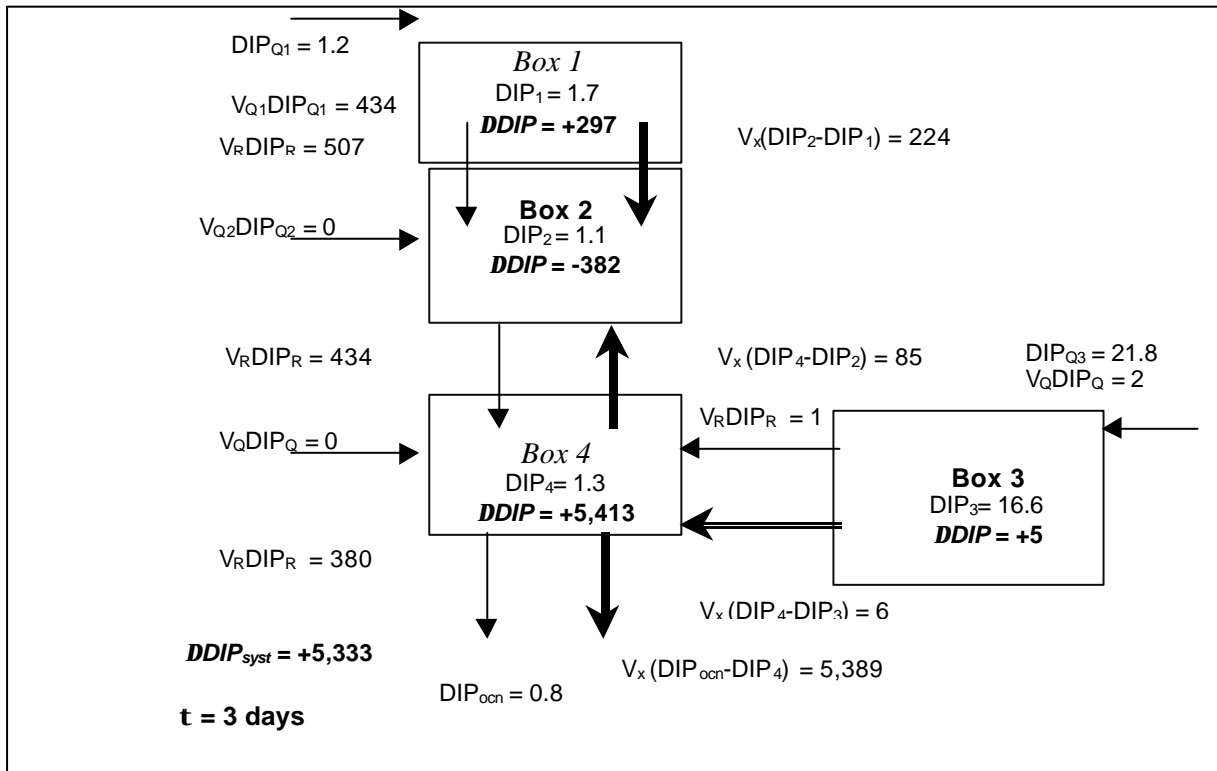 DIPQ1 = 1.2
Box 1
DIP1 = 1.7
DDIP = +297
VQ1DIPQ1 = 434
VRDIPR = 507
Vx(DIP2-DIP1) = 224
Box 2
DIP2 = 1.1
DDIP = -382
VQ2DIPQ2 = 0
VRDIPR = 434
Vx (DIP4-DIP2) = 85
DIPQ3 = 21.8
VQDIPQ = 2
VRDIPR = 1
VQDIPQ = 0
Box 4
DIP4= 1.3
DDIP = +5,413
Box 3
DIP3= 16.6
DDIP = +5
VRDIPR = 380
Vx (DIP4-DIP3) = 6
DDIPsyst = +5,333
Vx (DIPocn-DIP4) = 5,389
DIPocn = 0.8
t = 3 days